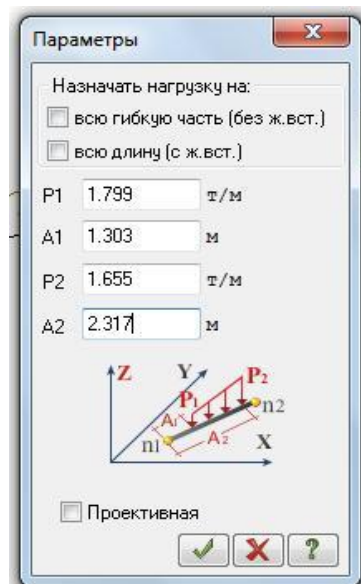 Параметры
Назначать нагрузку на:
всю гибкую часть (без ж.вст.)
всю длину (с ж.вст.)
P1 1.799 т/м
A1 1.303 м
P2 1.655 т/м
A2 2.317 м
Z Y P2
P1 n2
A1 A2
n1 X
Проективная
?